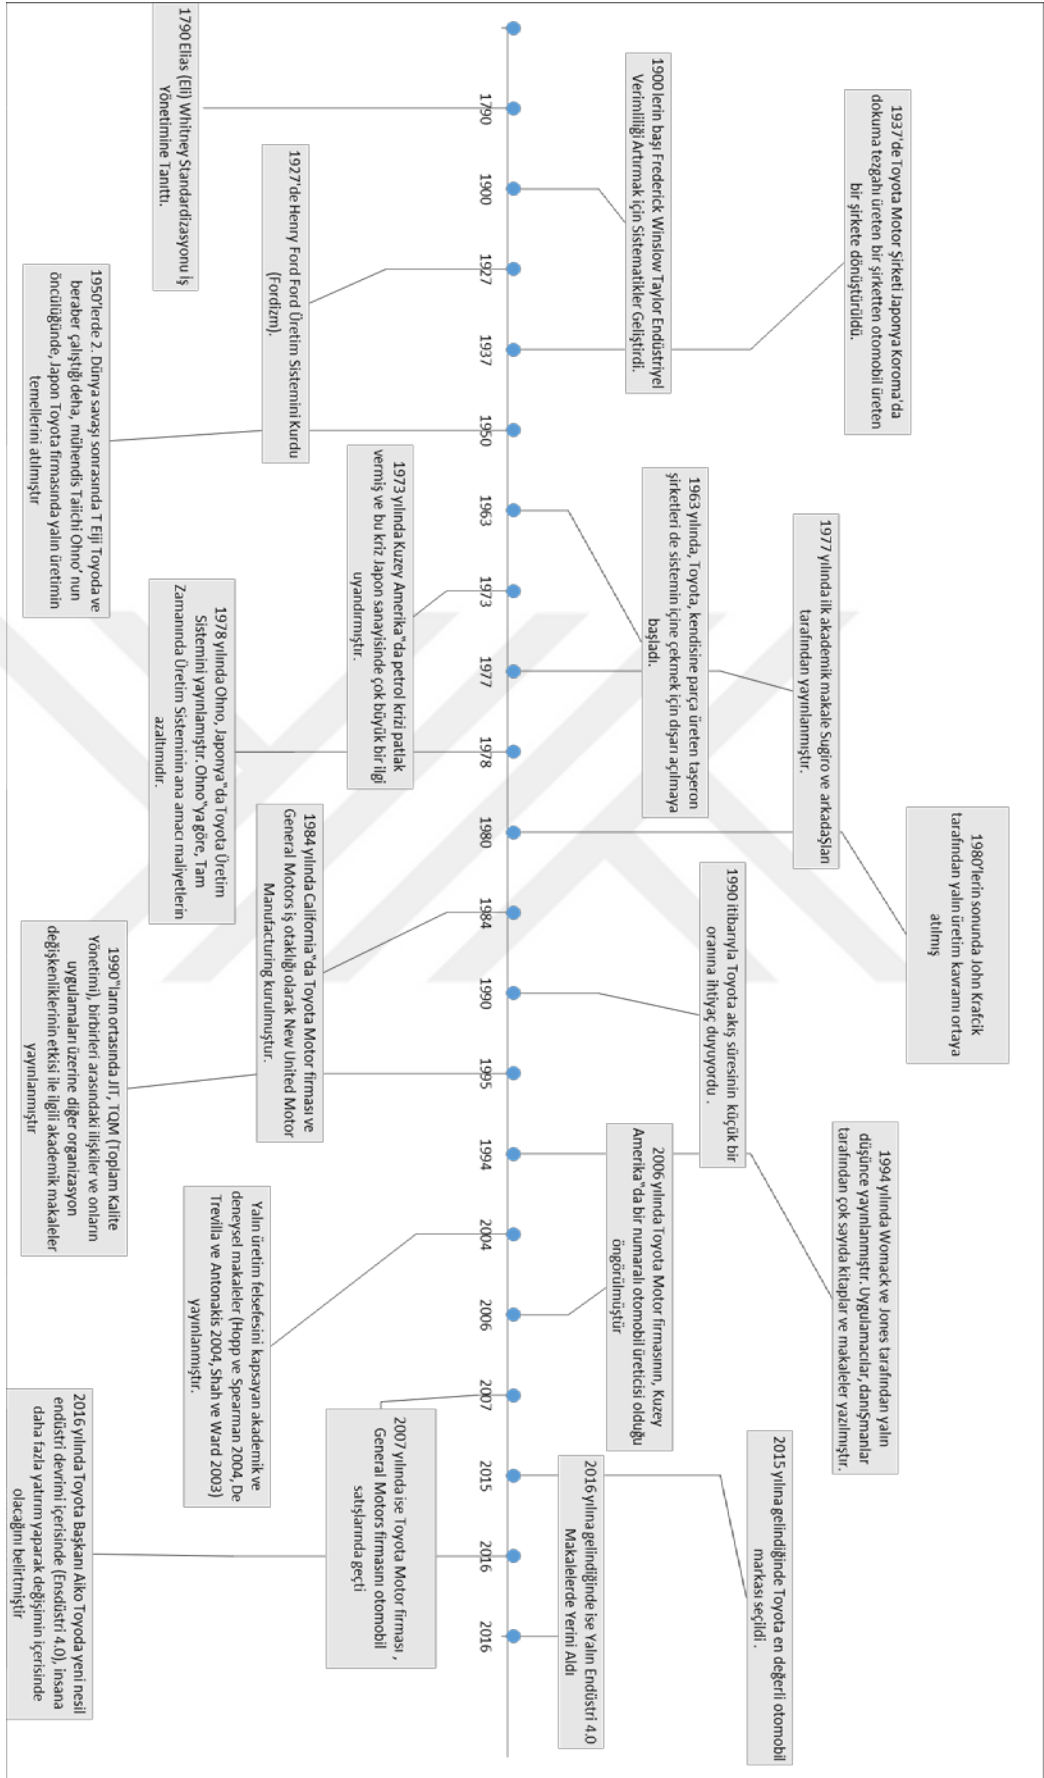 1937'de Toyota Motor Şirketi Japonya Koroma'da
dokuma tezgahı üreten bir şirketten otomobil üreten
bir şirkete dönüştürüldü.
1980'lerin sonunda John Krafcik
tarafından yalın üretim kavramı ortaya
atılmış
1994 yılında Womack ve Jones tarafından yalın
düşünce yayınlanmıştır. Uygulamacılar, danıŞmanlar
tarafından çok sayıda kitaplar ve makaleler yazılmıştır.
1977 yılında ilk akademik makale Sugiro ve arkadaŞları
tarafından yayınlanmıştır.
2015 yılına gelindiğinde Toyota en değerli otomobil
markası seçildi .
1900 lerin başı Frederick Winslow Taylor Endüstriyel
Verimliliği Artırmak için Sistematikler Geliştirdi.
1963 yılında, Toyota, kendisine parça üreten taşeron
şirketleri de sistemin içine çekmek için dışarı açılmaya
başladı.
1990 itibarıyla Toyota akış süresinin küçük bir
oranına ihtiyaç duyuyordu .
2006 yılında Toyota Motor firmasının, Kuzey
Amerika"da bir numaralı otomobil üreticisi olduğu
öngörülmüştür
2016 yılına gelindiğinde ise Yalın Endüstri 4.0
Makalelerde Yerini Aldı
1790
1900
1927
1937
1950
1963
1973
1977
1978
1980
1984
1990
1995
1994
2004
2006
2007
2015
2016
2016
1790 Elias (Eli) Whitney Standardizasyonu İş
Yönetimine Tanıttı.
1927'de Henry Ford Ford Üretim Sistemini Kurdu
(Fordizm).
1973 yılında Kuzey Amerika"da petrol krizi patlak
vermiş ve bu kriz Japon sanayisinde çok büyük bir ilgi
uyandırmıştır.
1984 yılında California"da Toyota Motor firması ve
General Motors iş otaklığı olarak New United Motor
Manufacturing kurulmuştur.
2007 yılında ise Toyota Motor firması ,
General Motors firmasını otomobil
satışlarında geçti
1950'lerde 2. Dünya savaşı sonrasında T Eiji Toyoda ve
beraber çalıştığı deha, mühendis Taiichi Ohno' nun
öncülüğünde, Japon Toyota firmasında yalın üretimin
temellerini atılmıştır
1978 yılında Ohno, Japonya"da Toyota Üretim
Sistemini yayınlamıştır. Ohno"ya göre, Tam
Zamanında Üretim Sisteminin ana amacı maliyetlerin
azaltımıdır.
1990"ların ortasında JIT, TQM (Toplam Kalite
Yönetimi), birbirleri arasındaki ilişkiler ve onların
uygulamaları üzerine diğer organizasyon
değişkenliklerinin etkisi ile ilgili akademik makaleler
yayınlanmıştır
Yalın üretim felsefesini kapsayan akademik ve
deneysel makaleler (Hopp ve Spearman 2004, De
Trevilla ve Antonakis 2004, Shah ve Ward 2003)
yayınlanmıştır.
2016 yılında Toyota Başkanı Aiko Toyoda yeni nesil
endüstri devrimi içerisinde (Ensdüstri 4.0), insana
daha fazla yatırım yaparak değişimin içerisinde
olacağını belirtmiştir